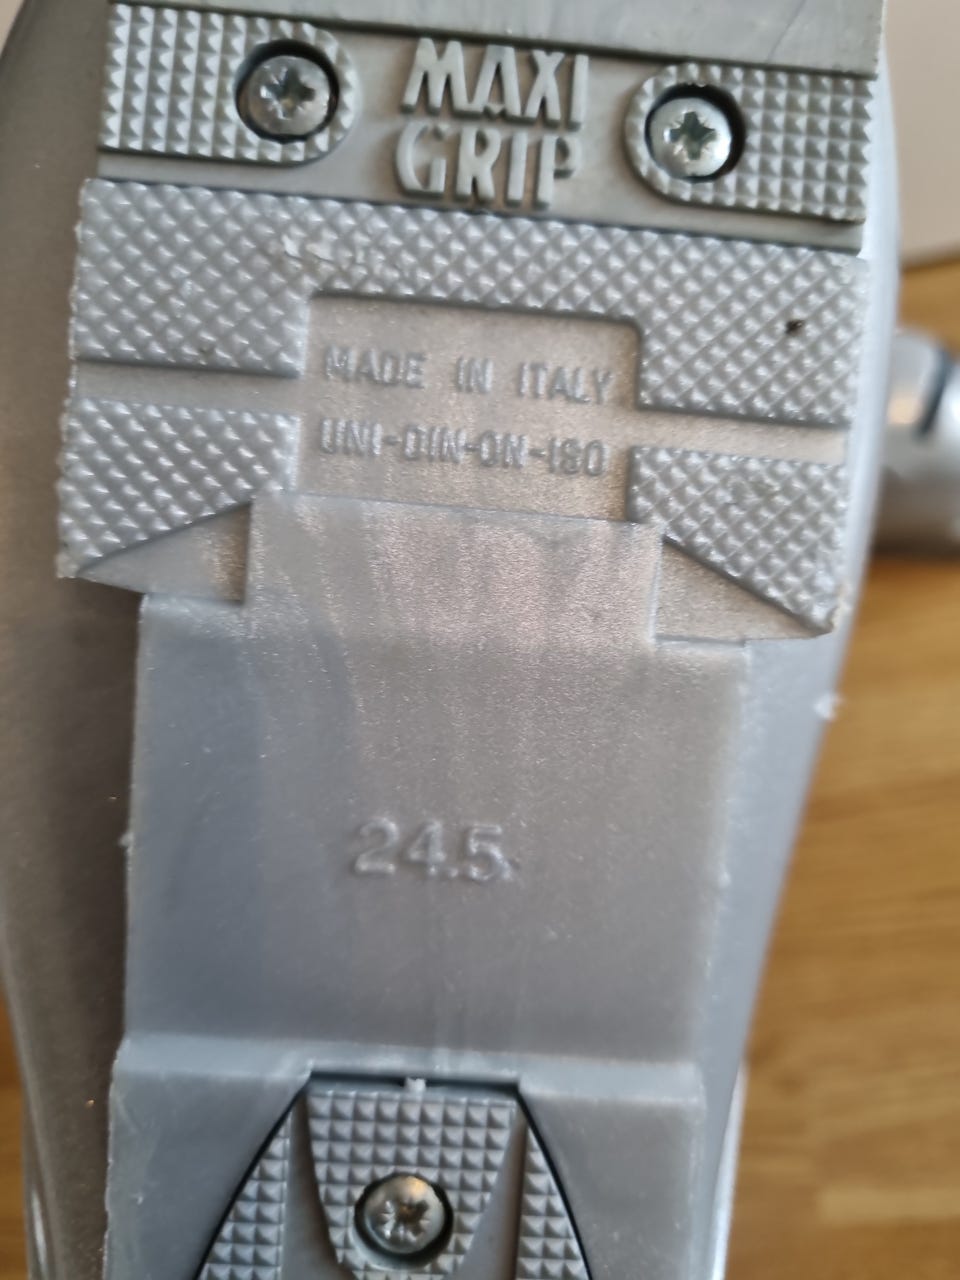 MAXI
GRIP
MADE IN ITALY
UNI-DIN-ON-ISO
24.5